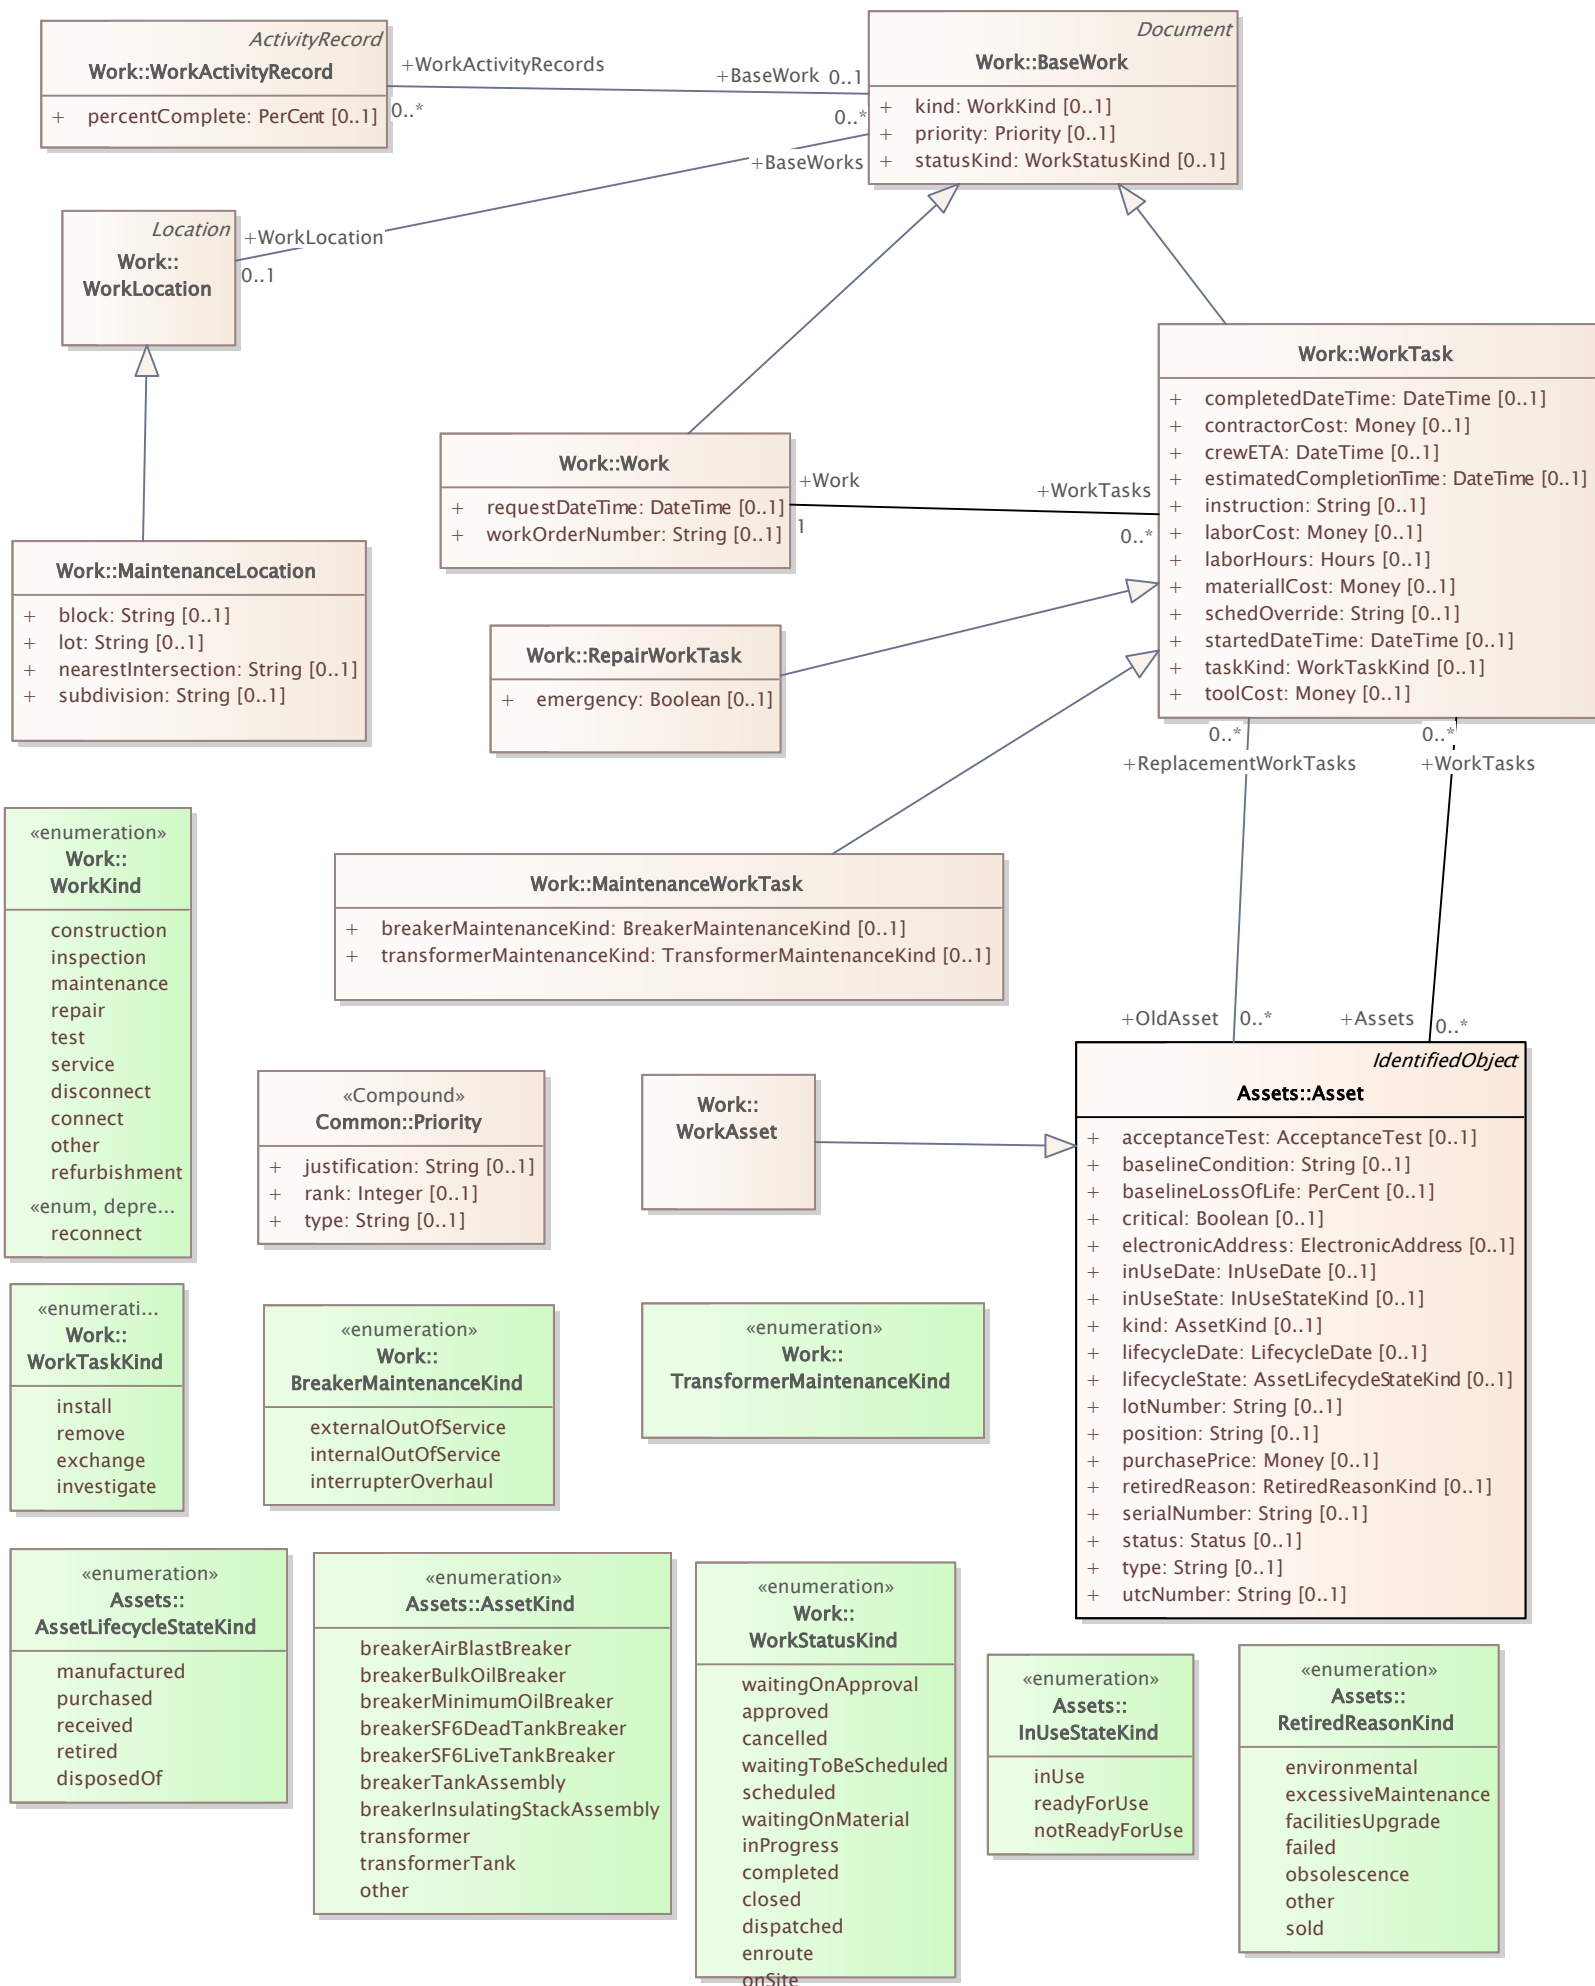 ActivityRecord
Work::WorkActivityRecord
+ percentComplete: PerCent [0..1]
+WorkActivityRecords
0..*
+BaseWork 0..1
0..*
+BaseWorks
Document
Work::BaseWork
+ kind: WorkKind [0..1]
+ priority: Priority [0..1]
+ statusKind: WorkStatusKind [0..1]
Location
Work::
WorkLocation
+WorkLocation
0..1
Work::WorkTask
+ completedDateTime: DateTime [0..1]
+ contractorCost: Money [0..1]
+ crewETA: DateTime [0..1]
+ estimatedCompletionTime: DateTime [0..1]
+ instruction: String [0..1]
+ laborCost: Money [0..1]
+ laborHours: Hours [0..1]
+ materiallCost: Money [0..1]
+ schedOverride: String [0..1]
+ startedDateTime: DateTime [0..1]
+ taskKind: WorkTaskKind [0..1]
+ toolCost: Money [0..1]
Work::Work
+ requestDateTime: DateTime [0..1]
+ workOrderNumber: String [0..1]
+Work
1
+WorkTasks
0..*
Work::MaintenanceLocation
+ block: String [0..1]
+ lot: String [0..1]
+ nearestIntersection: String [0..1]
+ subdivision: String [0..1]
Work::RepairWorkTask
+ emergency: Boolean [0..1]
0..*
+ReplacementWorkTasks
0..*
+WorkTasks
«enumeration»
Work::
WorkKind
construction
inspection
maintenance
repair
test
service
disconnect
connect
other
refurbishment
«enum, depre...
reconnect
Work::MaintenanceWorkTask
+ breakerMaintenanceKind: BreakerMaintenanceKind [0..1]
+ transformerMaintenanceKind: TransformerMaintenanceKind [0..1]
+OldAsset 0..*
+Assets 0..*
«Compound»
Common::Priority
+ justification: String [0..1]
+ rank: Integer [0..1]
+ type: String [0..1]
Work::
WorkAsset
IdentifiedObject
Assets::Asset
+ acceptanceTest: AcceptanceTest [0..1]
+ baselineCondition: String [0..1]
+ baselineLossOfLife: PerCent [0..1]
+ critical: Boolean [0..1]
+ electronicAddress: ElectronicAddress [0..1]
+ inUseDate: InUseDate [0..1]
+ inUseState: InUseStateKind [0..1]
+ kind: AssetKind [0..1]
+ lifecycleDate: LifecycleDate [0..1]
+ lifecycleState: AssetLifecycleStateKind [0..1]
+ lotNumber: String [0..1]
+ position: String [0..1]
+ purchasePrice: Money [0..1]
+ retiredReason: RetiredReasonKind [0..1]
+ serialNumber: String [0..1]
+ status: Status [0..1]
+ type: String [0..1]
+ utcNumber: String [0..1]
«enumerati...
Work::
WorkTaskKind
install
remove
exchange
investigate
«enumeration»
Work::
BreakerMaintenanceKind
externalOutOfService
internalOutOfService
interrupterOverhaul
«enumeration»
Work::
TransformerMaintenanceKind
«enumeration»
Assets::
AssetLifecycleStateKind
manufactured
purchased
received
retired
disposedOf
«enumeration»
Assets::AssetKind
breakerAirBlastBreaker
breakerBulkOilBreaker
breakerMinimumOilBreaker
breakerSF6DeadTankBreaker
breakerSF6LiveTankBreaker
breakerTankAssembly
breakerInsulatingStackAssembly
transformer
transformerTank
other
«enumeration»
Work::
WorkStatusKind
waitingOnApproval
approved
cancelled
waitingToBeScheduled
scheduled
waitingOnMaterial
inProgress
completed
closed
dispatched
enroute
onSite
«enumeration»
Assets::
InUseStateKind
inUse
readyForUse
notReadyForUse
«enumeration»
Assets::
RetiredReasonKind
environmental
excessiveMaintenance
facilitiesUpgrade
failed
obsolescence
other
sold